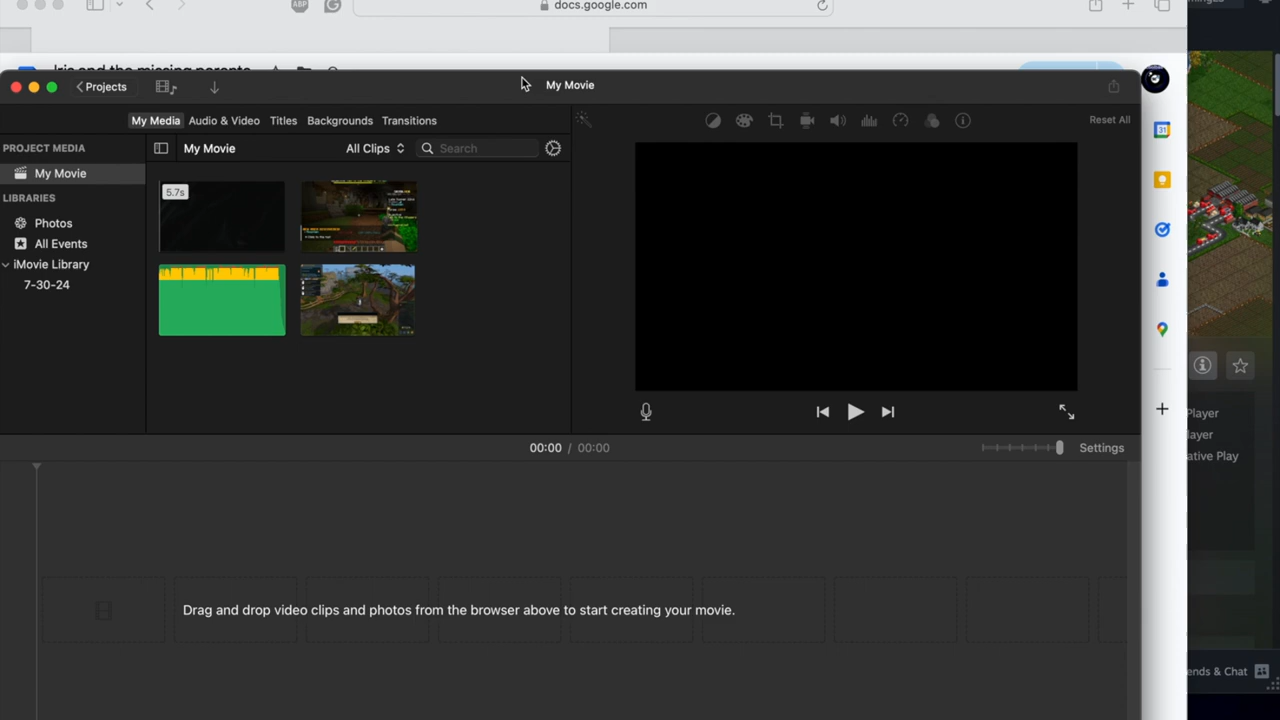 ABP
docs.google.com
Iris and the missing parents
Projects
My Movie
My Media Audio & Video Titles Backgrounds Transitions
Reset All
PROJECT MEDIA
My Movie
All Clips
Search
My Movie
LIBRARIES
5.7s
Photos
All Events
iMovie Library
7-30-24
31
Player
layer
ative Play
00:00 / 00:00
Settings
Drag and drop video clips and photos from the browser above to start creating your movie.
ends & Chat